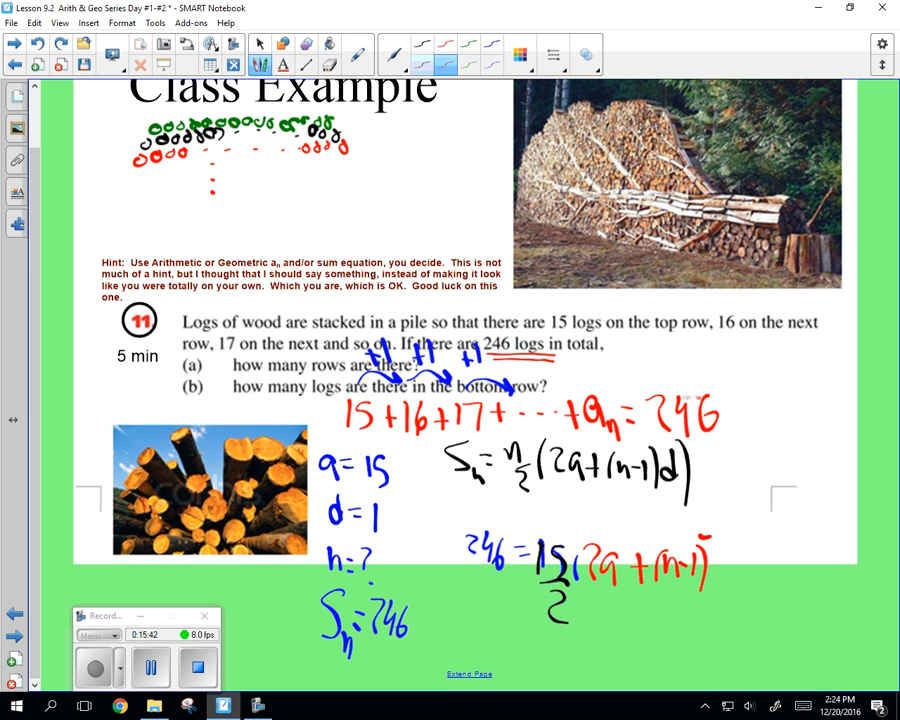 Lesson 9.2 Arith & Geo Series Day #1-#2 * - SMART Notebook
File Edit View Insert Format Tools Add-ons Help
Class Example
Hint: Use Arithmetic or Geometric an and/or sum equation, you decide. This is not
much of a hint, but I thought that I should say something, instead of making it look
like you were totally on your own. Which you are, which is OK. Good luck on this
one.
11.
5 min
Logs of wood are stacked in a pile so that there are 15 logs on the top row, 16 on the next
row, 17 on the next and so on. If there are 246 logs in total,
(a) how many rows are there?
(b) how many logs are there in the bottom row?
+1 +1 +1
15+16+17+ ... +an = 246
a = 15
d = 1
n = ?
Sn = 246
Sn = n/2 (2a + (n-1)d)
246 = 15/2 (2a + (n-1)
Record...
Menu
0:15:42
8.0 fps
Extend Page
2:24 PM
12/20/2016
2